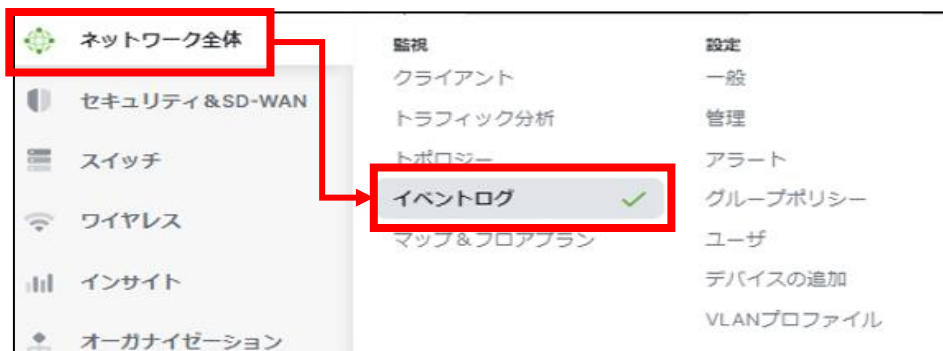 ネットワーク全体
セキュリティ&SD-WAN
スイッチ
ワイヤレス
インサイト
オーガナイゼーション
監視
クライアント
トラフィック分析
トポロジー
イベントログ
マップ&フロアプラン
設定
一般
管理
アラート
グループポリシー
ユーザ
デバイスの追加
VLANプロファイル